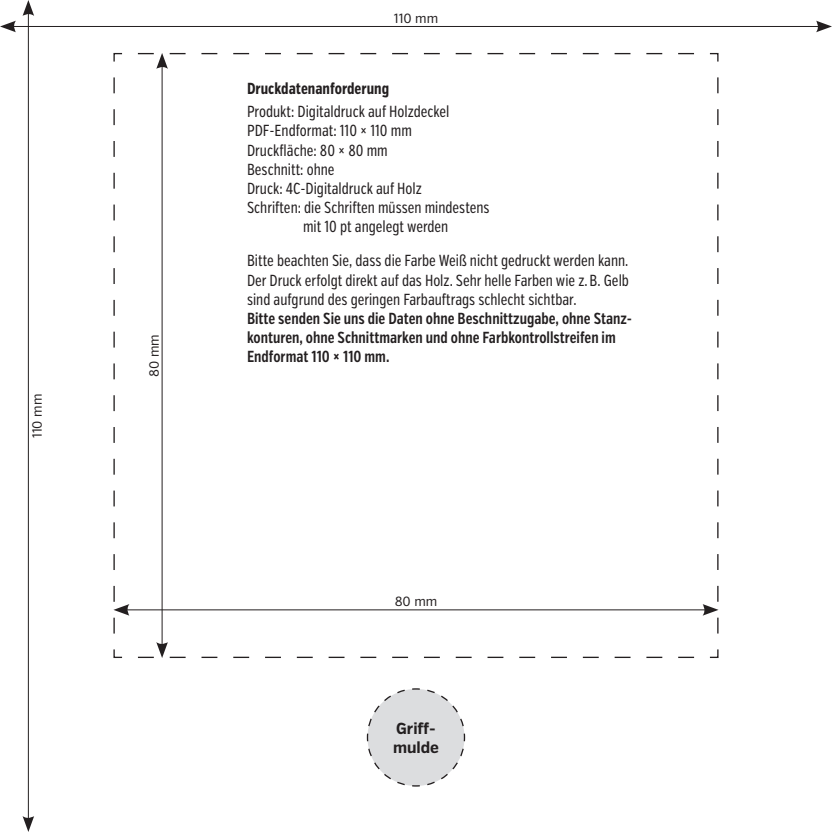 110 mm
Druckdatenanforderung
Produkt: Digitaldruck auf Holzdeckel
PDF-Endformat: 110 × 110 mm
Druckfläche: 80 × 80 mm
Beschnitt: ohne
Druck: 4C-Digitaldruck auf Holz
Schriften: die Schriften müssen mindestens
mit 10 pt angelegt werden
Bitte beachten Sie, dass die Farbe Weiß nicht gedruckt werden kann.
Der Druck erfolgt direkt auf das Holz. Sehr helle Farben wie z. B. Gelb
sind aufgrund des geringen Farbauftrags schlecht sichtbar.
Bitte senden Sie uns die Daten ohne Beschnittzugabe, ohne Stanz-
konturen, ohne Schnittmarken und ohne Farbkontrollstreifen im
Endformat 110 × 110 mm.
80 mm
110 mm
80 mm
Griff-
mulde